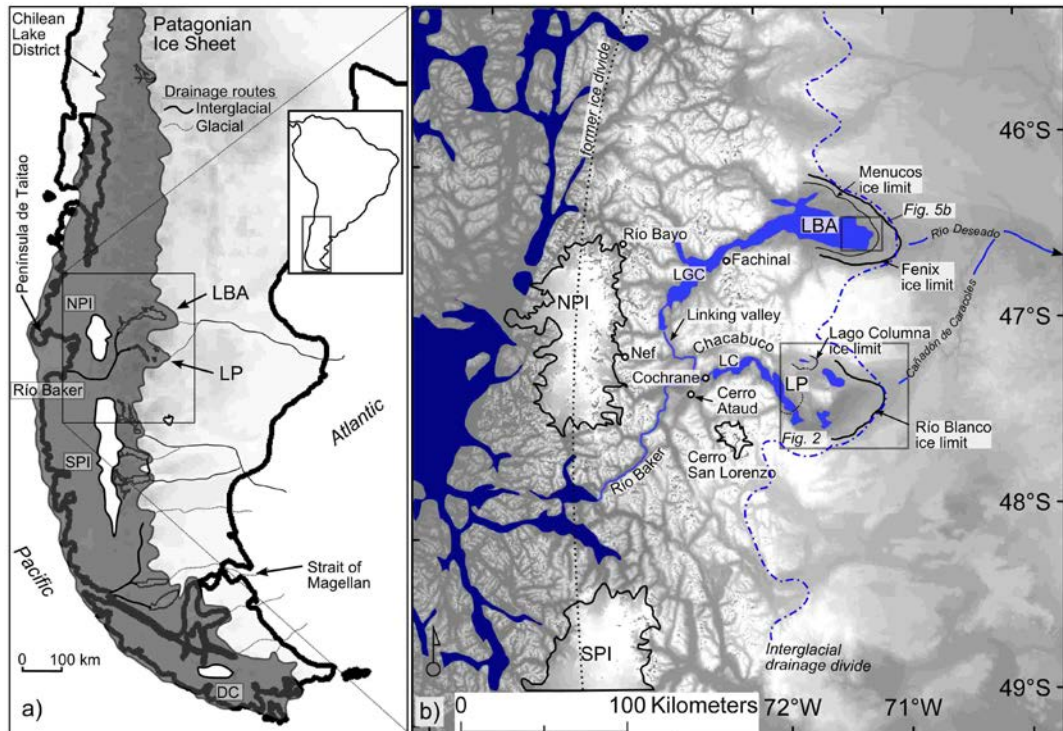 Chilean
Lake
District
Patagonian
Ice Sheet
Drainage routes
Interglacial
Glacial
Península de Taitao
NPI
LBA
LP
Río Baker
SPI
Atlantic
Pacific
Strait of
Magellan
0 100 km
DC
a)
b)
former ice divide
46°S
Menucos
ice limit
Fig. 5b
LBA
Río Deseado
Río Bayo
Fachinal
LGC
Fenix
ice limit
NPI
47°S
Linking valley
Lago Columna
ice limit
Cañadón de Caracoles
Chacabuco
Nef
LC
LP
Cochrane
Cerro
Ataud
Río Blanco
ice limit
Fig. 2
Cerro
San Lorenzo
Río Baker
48°S
SPI
Interglacial
drainage divide
49°S
0 100 Kilometers
72°W 71°W